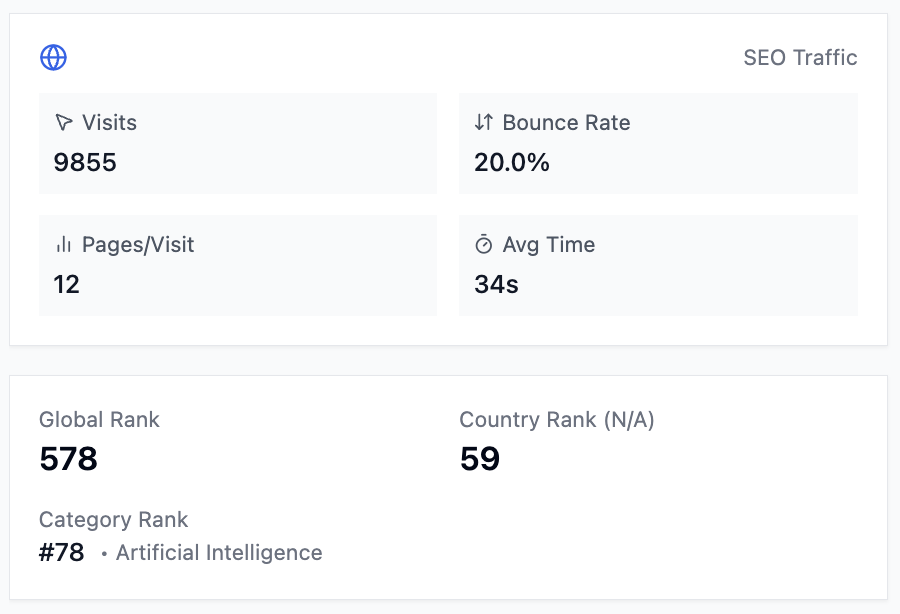 SEO Traffic
Visits
9855
Bounce Rate
20.0%
Pages/Visit
12
Avg Time
34s
Global Rank
578
Country Rank (N/A)
59
Category Rank
#78 • Artificial Intelligence